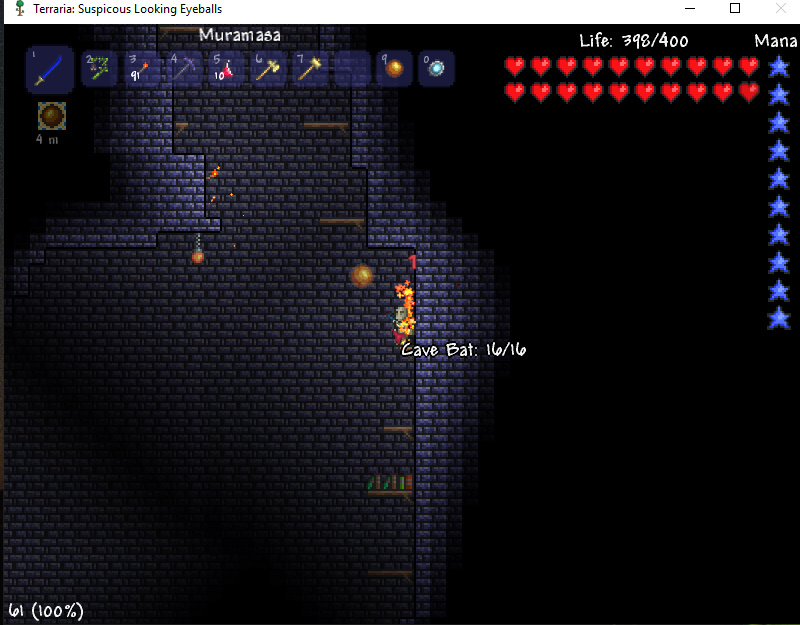 Terraria: Suspicous Looking Eyeballs
Muramasa
Life: 398/400
Mana
1 2 3 4 5 6 7 9 0
91 10
4 m
1
Cave Bat: 16/16
61 (100%)